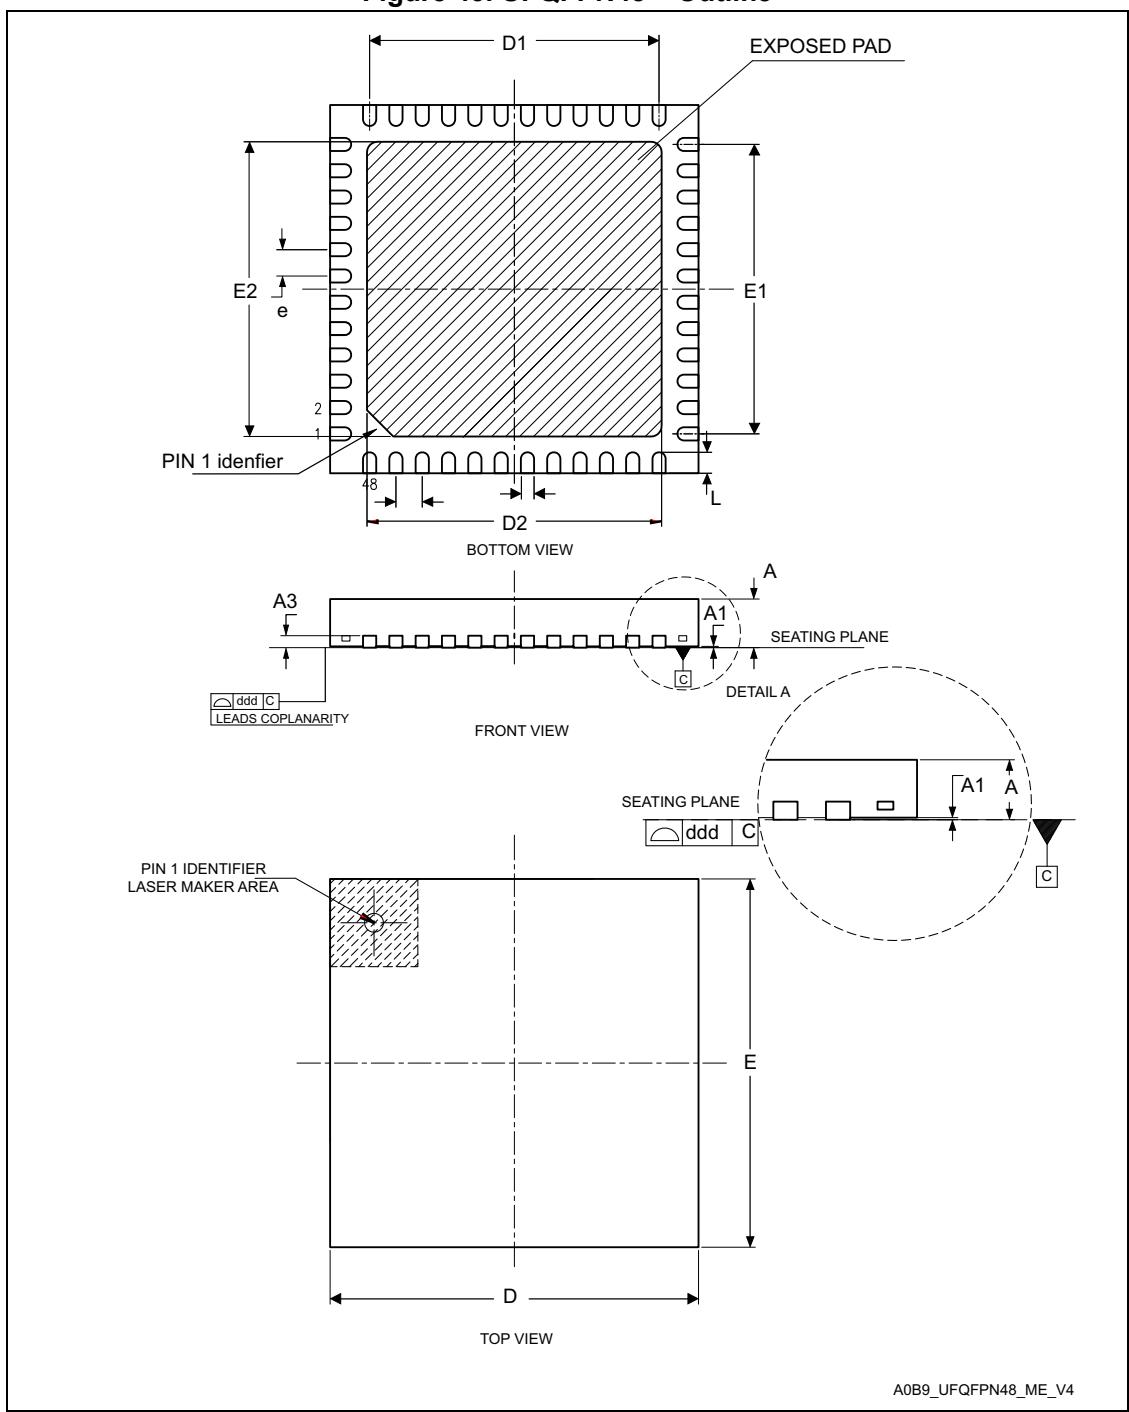 D1
EXPOSED PAD
E2
e
E1
2
1
PIN 1 idenfier
48
L
D2
BOTTOM VIEW
A
A3
A1
SEATING PLANE
C
ddd C
LEADS COPLANARITY
DETAIL A
FRONT VIEW
A1
A
SEATING PLANE
ddd C
C
PIN 1 IDENTIFIER
LASER MAKER AREA
E
D
TOP VIEW
A0B9_UFQFPN48_ME_V4